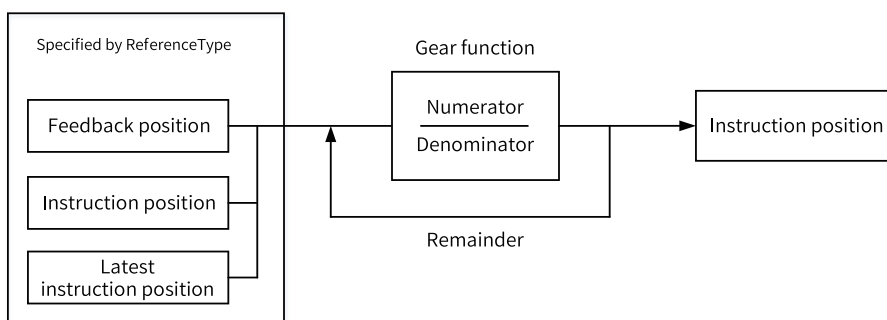 Specified by ReferenceType
Feedback position
Instruction position
Latest
instruction position
Gear function
Numerator
Denominator
Remainder
Instruction position